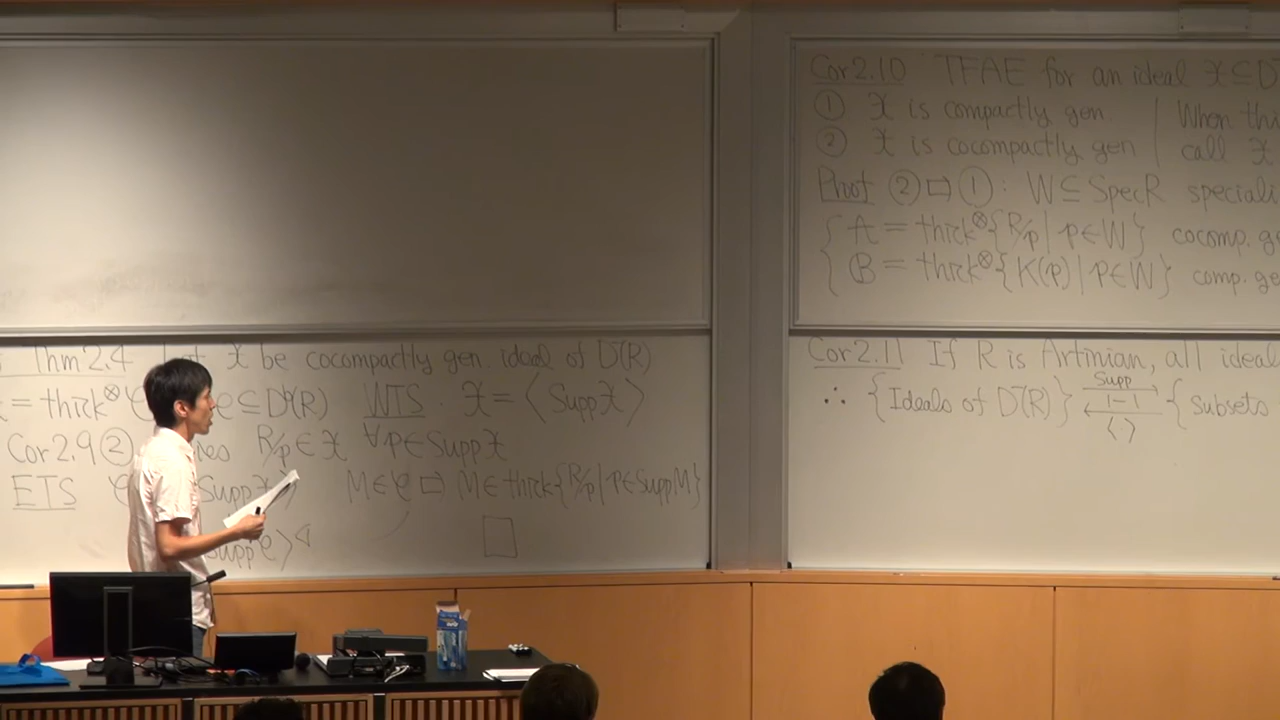 Thm 2.4 Let 𝒳 be cocompactly gen. ideal of D⁻(R)
= thick^⊗ 𝒞, 𝒞 ⊆ D⁻(R) WTS . 𝒳 = ⟨Supp 𝒳⟩
Cor 2.9 ② R/p ∈ 𝒳 ∀p ∈ Supp 𝒳
ETS 𝒞 Supp M ∈ 𝒞 ⇨ M ∈ thick{R/p | p ∈ Supp M}
Supp 𝒞⟩
□
Cor 2.10 TFAE for an ideal 𝒳 ⊆ D
① 𝒳 is compactly gen | When this
② 𝒳 is cocompactly gen | call 𝒳
Proof ② ⇨ ① : W ⊆ Spec R speciali
{ A = thick^⊗{R/p | p ∈ W} cocomp. ge
{ B = thick^⊗{K(p) | p ∈ W} comp. ge
Cor 2.11 If R is Artinian, all ideal
∴ {Ideals of D⁻(R)} Supp ⇄ 1-1 ⟨ ⟩ {Subsets